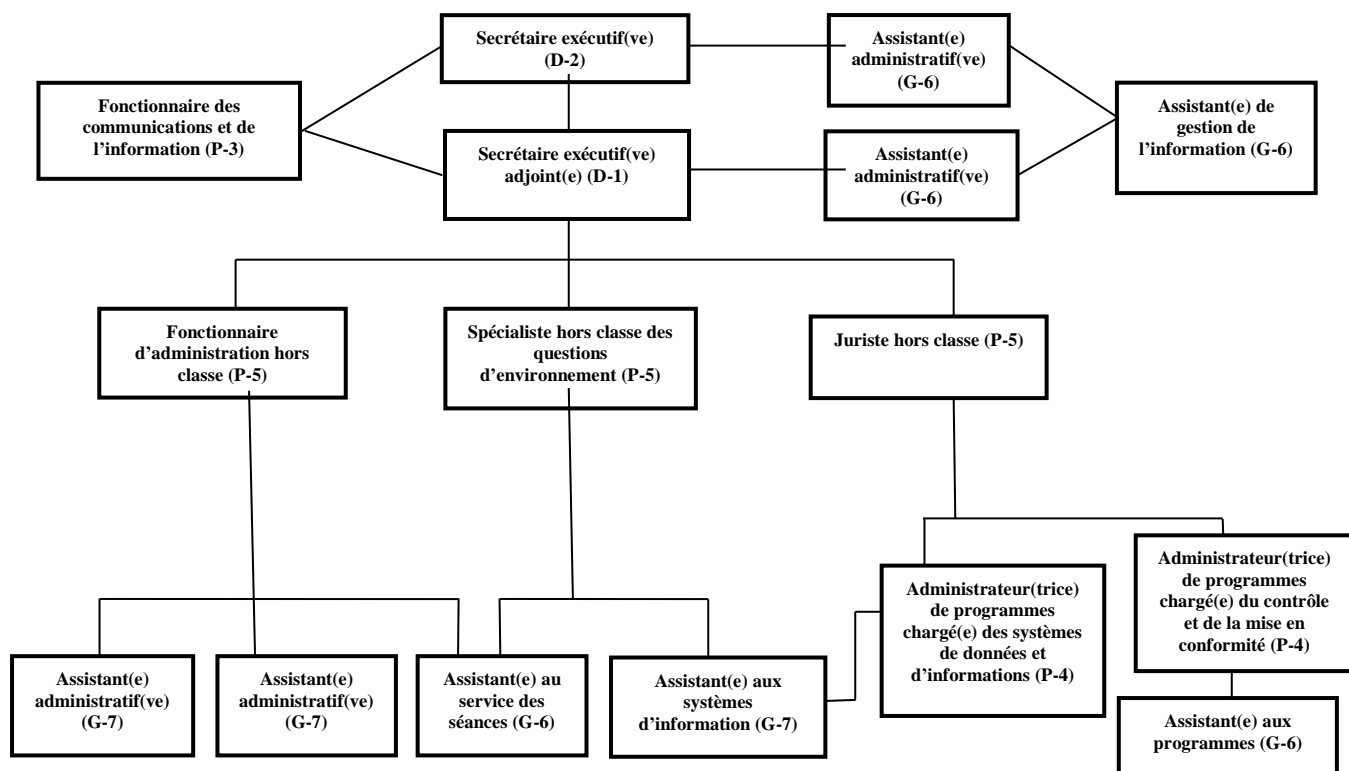 Secrétaire exécutif(ve)
(D-2)
Assistant(e)
administratif(ve)
(G-6)
Fonctionnaire des
communications et de
l’information (P-3)
Assistant(e) de
gestion de
l’information (G-6)
Secrétaire exécutif(ve)
adjoint(e) (D-1)
Assistant(e)
administratif(ve)
(G-6)
Fonctionnaire
d’administration hors
classe (P-5)
Spécialiste hors classe des
questions
d’environnement (P-5)
Juriste hors classe (P-5)
Administrateur(trice)
de programmes
chargé(e) des systèmes
de données et
d’informations (P-4)
Administrateur(trice)
de programmes
chargé(e) du contrôle
et de la mise en
conformité (P-4)
Assistant(e)
administratif(ve)
(G-7)
Assistant(e)
administratif(ve)
(G-7)
Assistant(e) au
service des
séances (G-6)
Assistant(e) aux
systèmes
d’information (G-7)
Assistant(e) aux
programmes (G-6)